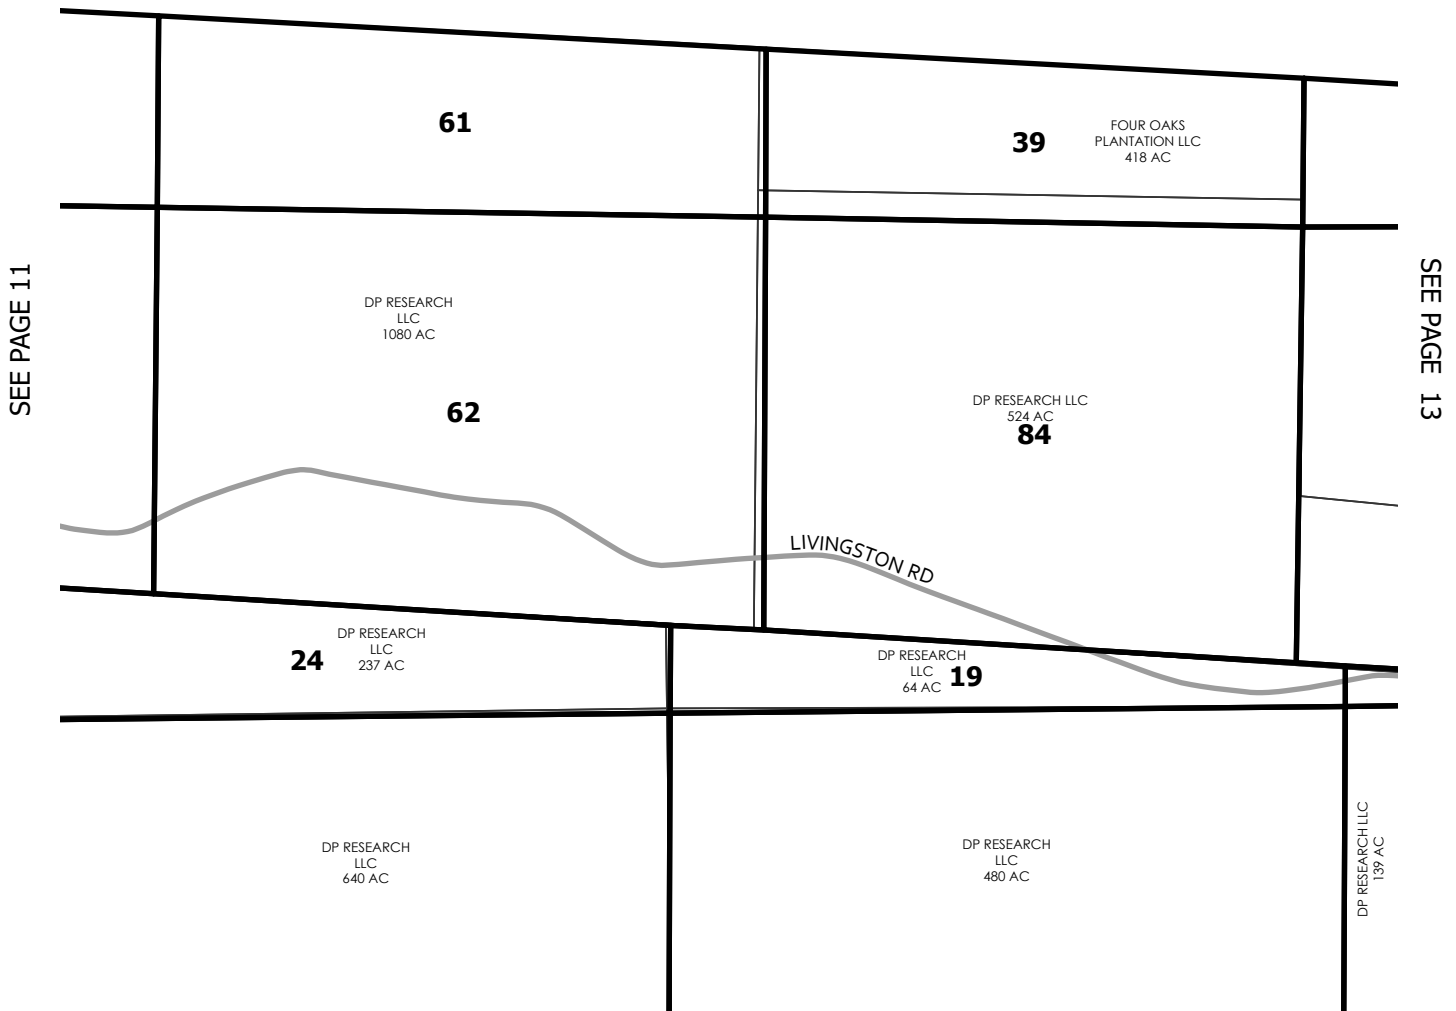 61
39
FOUR OAKS
PLANTATION LLC
418 AC
SEE PAGE 11
SEE PAGE 13
DP RESEARCH
LLC
1080 AC
62
DP RESEARCH LLC
524 AC
84
LIVINGSTON RD
24
DP RESEARCH
LLC
237 AC
DP RESEARCH
LLC
64 AC
19
DP RESEARCH
LLC
640 AC
DP RESEARCH
LLC
480 AC
DP RESEARCH LLC
139 AC